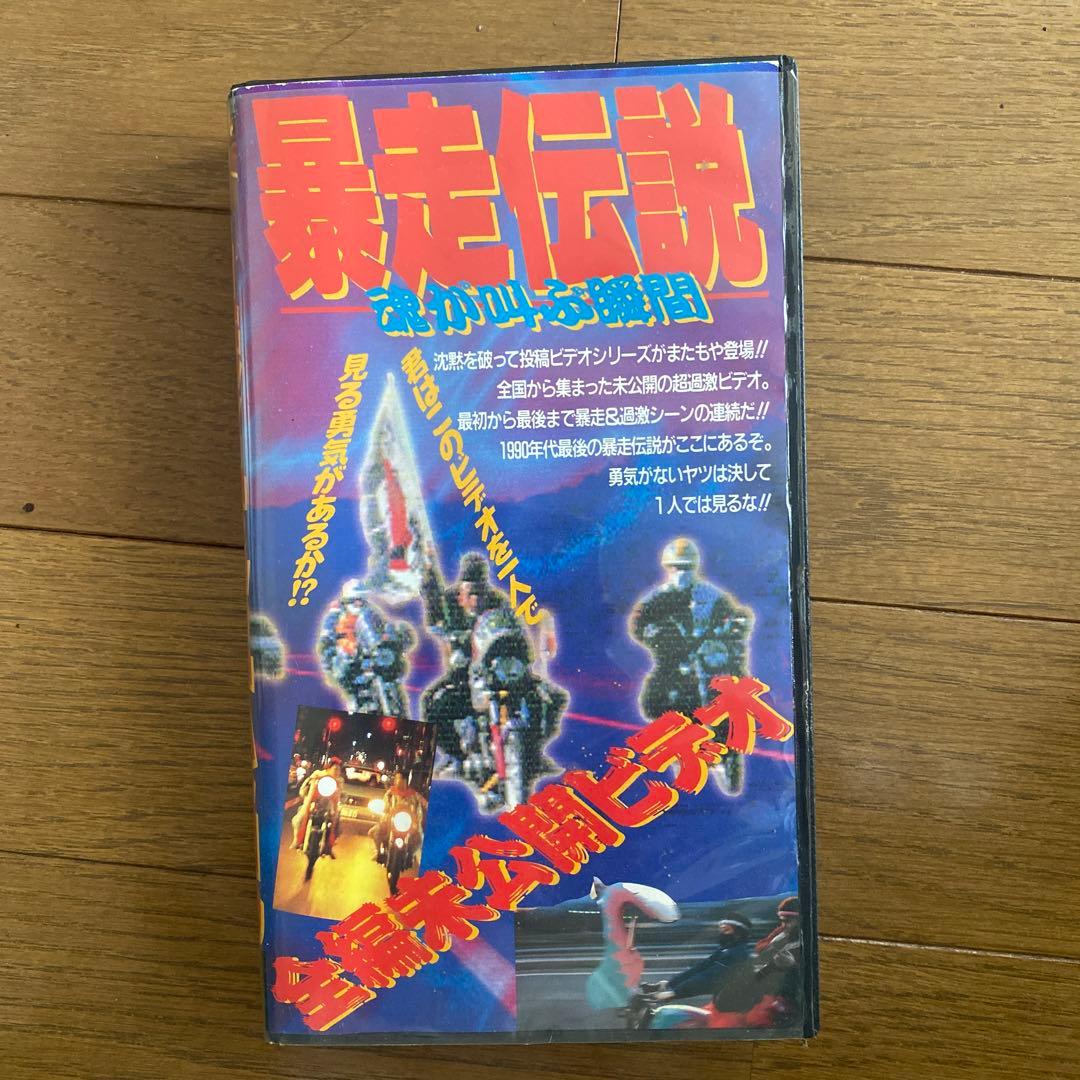 暴走伝説
魂が叫ぶ瞬間
沈黙を破って投稿ビデオシリーズがまたもや登場!!
全国から集まった未公開の超過激ビデオ。
最初から最後まで暴走&過激シーンの連続だ!!
1990年代最後の暴走伝説がここにあるぞ。
勇気がないヤツは決して
1人では見るな!!
君はこのビデオを一人で
見る勇気があるか!?
全編未公開ビデオ